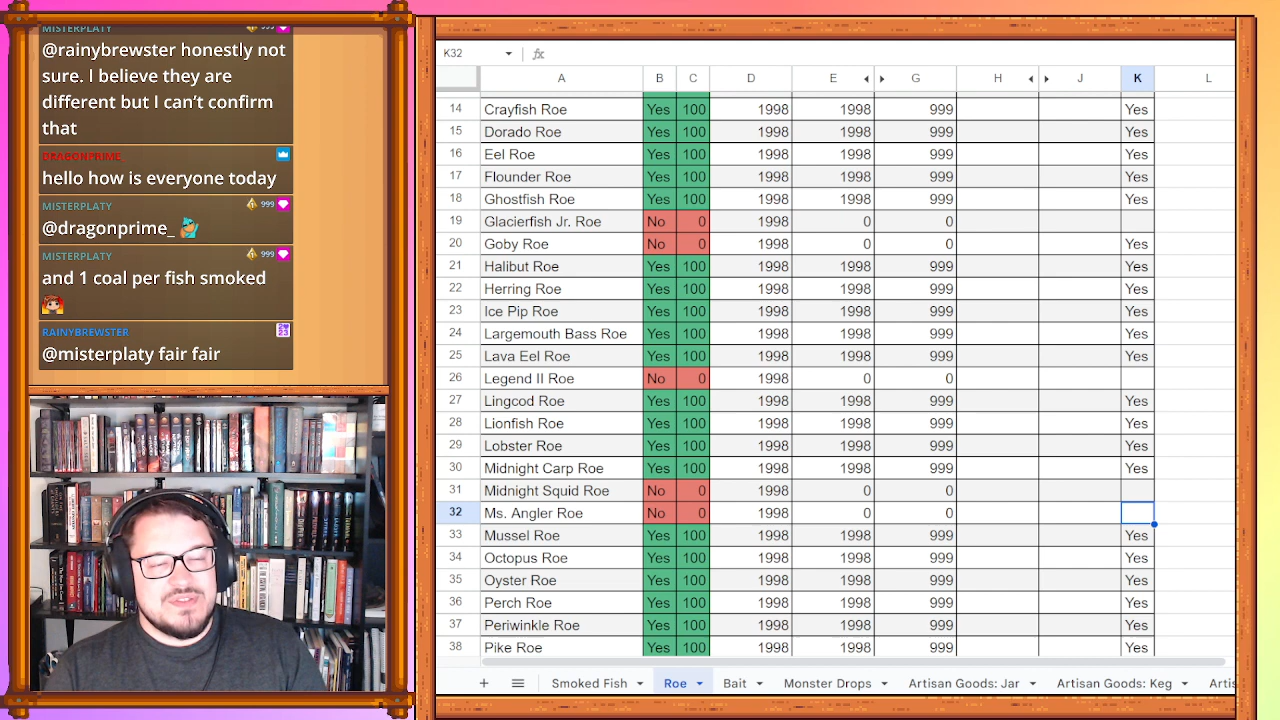 MISTERPLATY 999
@rainybrewster honestly not
sure. I believe they are
different but I can't confirm
that
DRAGONPRIME
hello how is everyone today
MISTERPLATY 999
@dragonprime_
MISTERPLATY 999
and 1 coal per fish smoked
RAINYBREWSTER
@misterplaty fair fair
K32 fx
A B C D E G H J K L
14 Crayfish Roe Yes 100 1998 1998 999 Yes
15 Dorado Roe Yes 100 1998 1998 999 Yes
16 Eel Roe Yes 100 1998 1998 999 Yes
17 Flounder Roe Yes 100 1998 1998 999 Yes
18 Ghostfish Roe Yes 100 1998 1998 999 Yes
19 Glacierfish Jr. Roe No 0 1998 0 0
20 Goby Roe No 0 1998 0 0 Yes
21 Halibut Roe Yes 100 1998 1998 999 Yes
22 Herring Roe Yes 100 1998 1998 999 Yes
23 Ice Pip Roe Yes 100 1998 1998 999 Yes
24 Largemouth Bass Roe Yes 100 1998 1998 999 Yes
25 Lava Eel Roe Yes 100 1998 1998 999 Yes
26 Legend II Roe No 0 1998 0 0
27 Lingcod Roe Yes 100 1998 1998 999 Yes
28 Lionfish Roe Yes 100 1998 1998 999 Yes
29 Lobster Roe Yes 100 1998 1998 999 Yes
30 Midnight Carp Roe Yes 100 1998 1998 999 Yes
31 Midnight Squid Roe No 0 1998 0 0
32 Ms. Angler Roe No 0 1998 0 0
33 Mussel Roe Yes 100 1998 1998 999 Yes
34 Octopus Roe Yes 100 1998 1998 999 Yes
35 Oyster Roe Yes 100 1998 1998 999 Yes
36 Perch Roe Yes 100 1998 1998 999 Yes
37 Periwinkle Roe Yes 100 1998 1998 999 Yes
38 Pike Roe Yes 100 1998 1998 999 Yes
+ Smoked Fish Roe Bait Monster Drops Artisan Goods: Jar Artisan Goods: Keg Artis